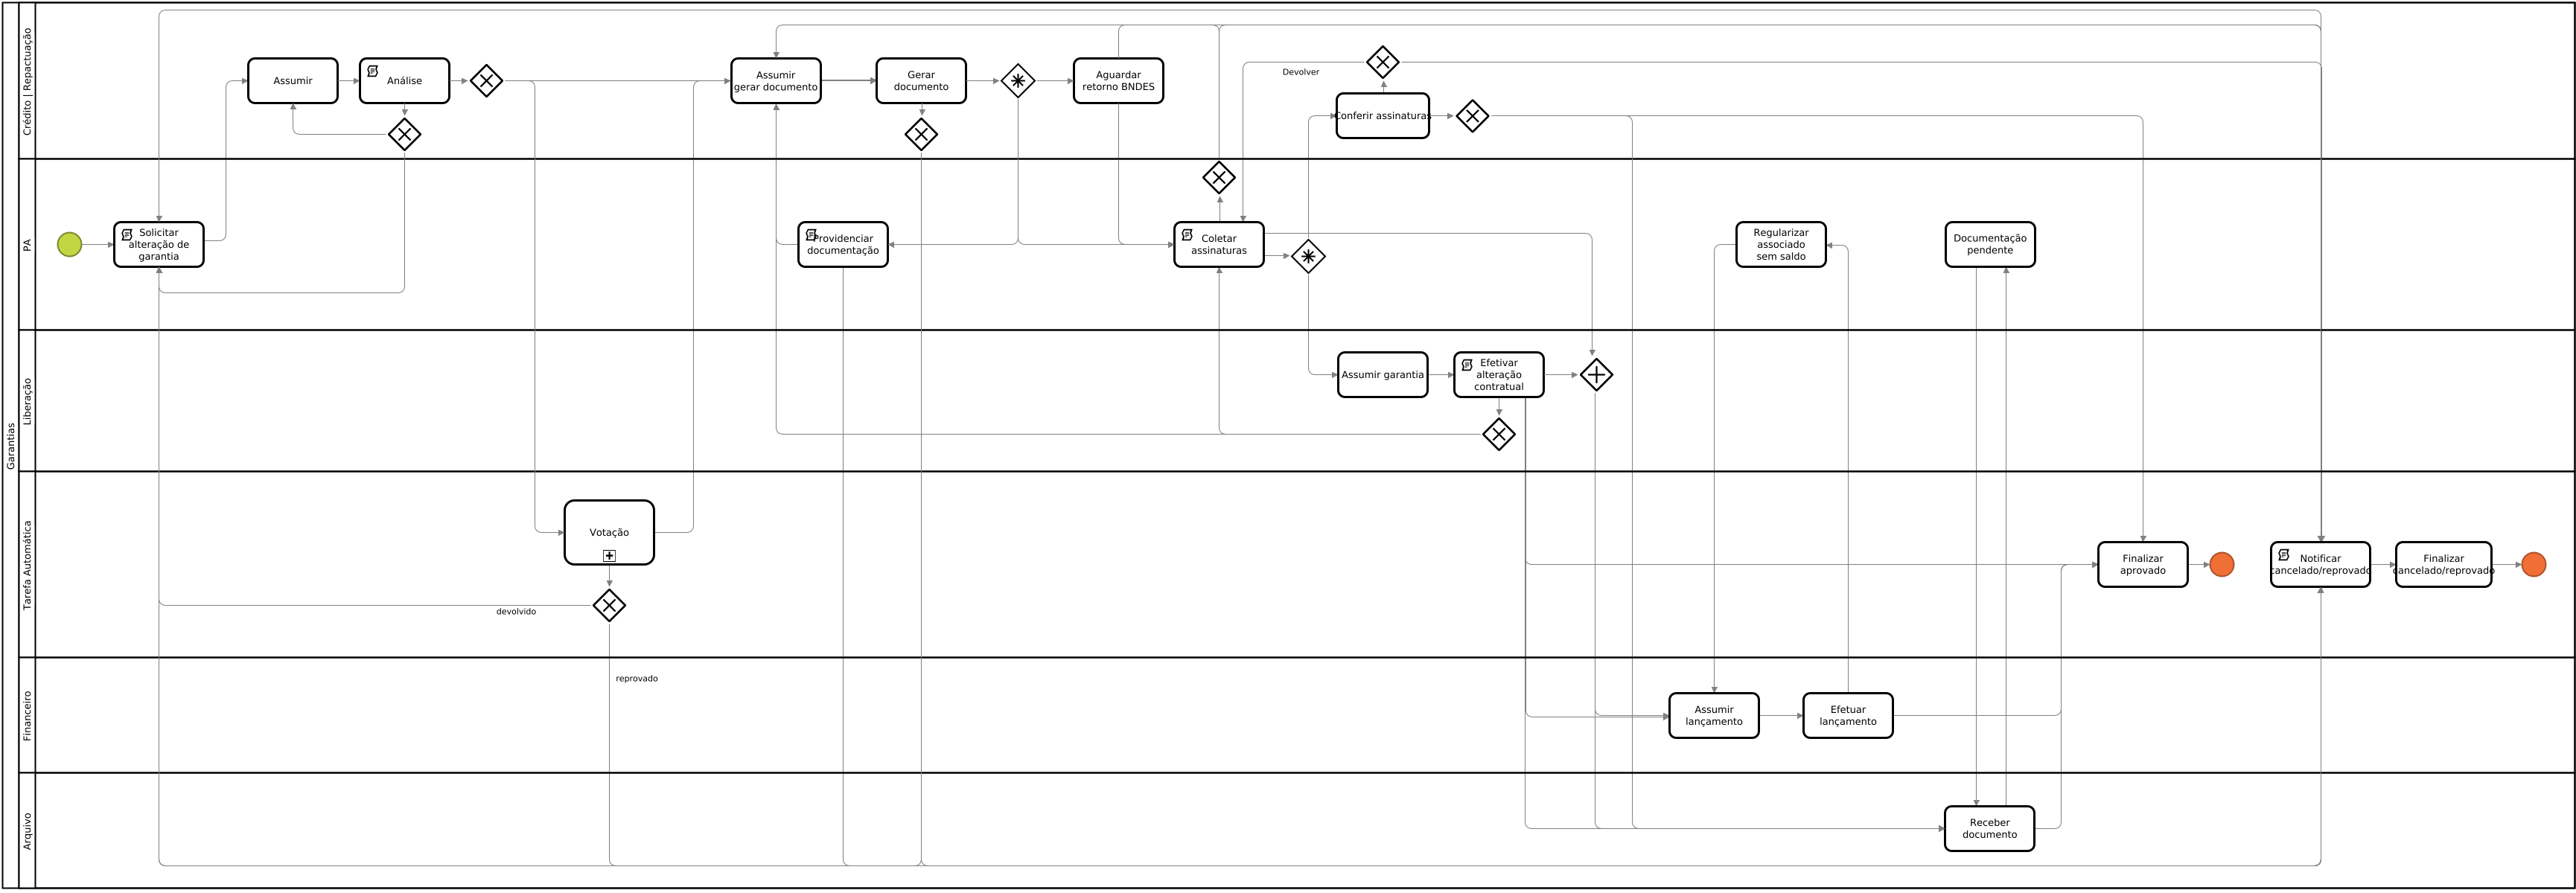 Garantias
Crédito | Repactuação
Assumir
Análise
Assumir
gerar documento
Gerar
documento
Aguardar
retorno BNDES
Devolver
Conferir assinaturas
PA
Solicitar
alteração de
garantia
Providenciar
documentação
Coletar
assinaturas
Regularizar
associado
sem saldo
Documentação
pendente
Liberação
Assumir garantia
Efetivar
alteração
contratual
Tarefa Automática
Votação
devolvido
Finalizar
aprovado
Notificar
cancelado/reprovado
Finalizar
cancelado/reprovado
Financeiro
reprovado
Assumir
lançamento
Efetuar
lançamento
Arquivo
Receber
documento